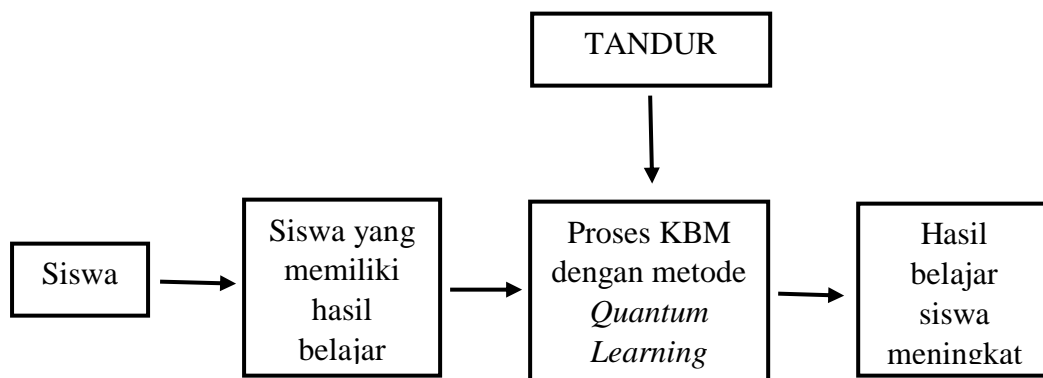 TANDUR
Siswa
Siswa yang
memiliki
hasil
belajar
Proses KBM
dengan metode
Quantum
Learning
Hasil
belajar
siswa
meningkat